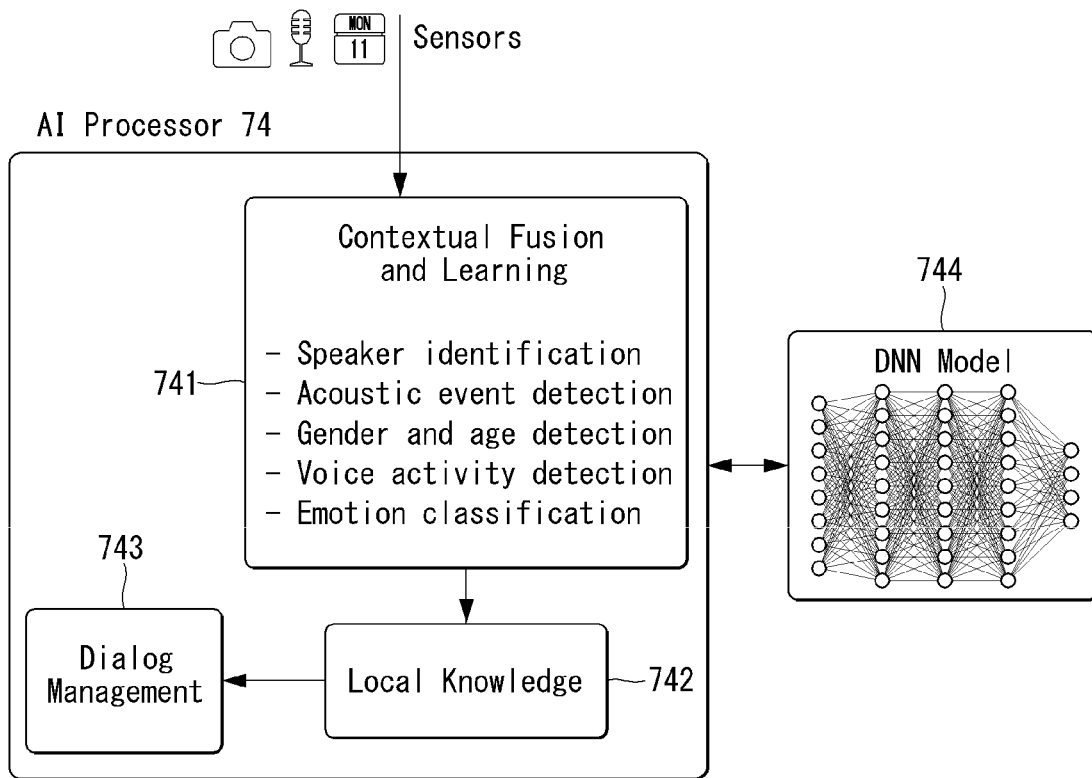 MON
11
Sensors
AI Processor 74
Contextual Fusion
and Learning
- Speaker identification
- Acoustic event detection
- Gender and age detection
- Voice activity detection
- Emotion classification
741
744
DNN Model
743
Dialog
Management
Local Knowledge
742